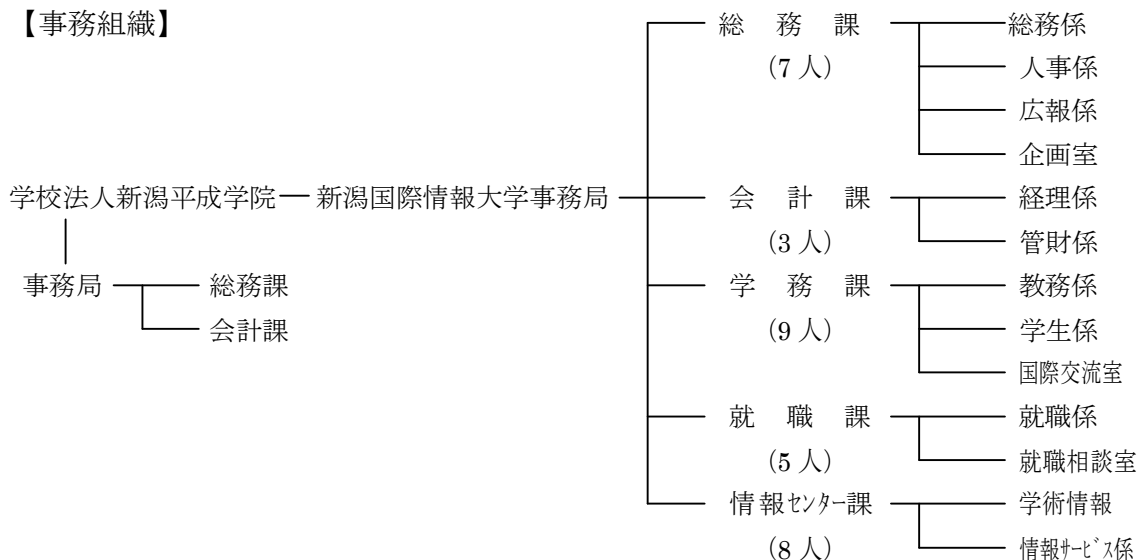 【事務組織】
総務課 総務係
(7人) 人事係
広報係
企画室
学校法人新潟平成学院 新潟国際情報大学事務局 会計課 経理係
(3人) 管財係
事務局 総務課 学務課 教務係
会計課 (9人) 学生係
国際交流室
就職課 就職係
(5人) 就職相談室
情報センター課 学術情報
(8人) 情報サービス係